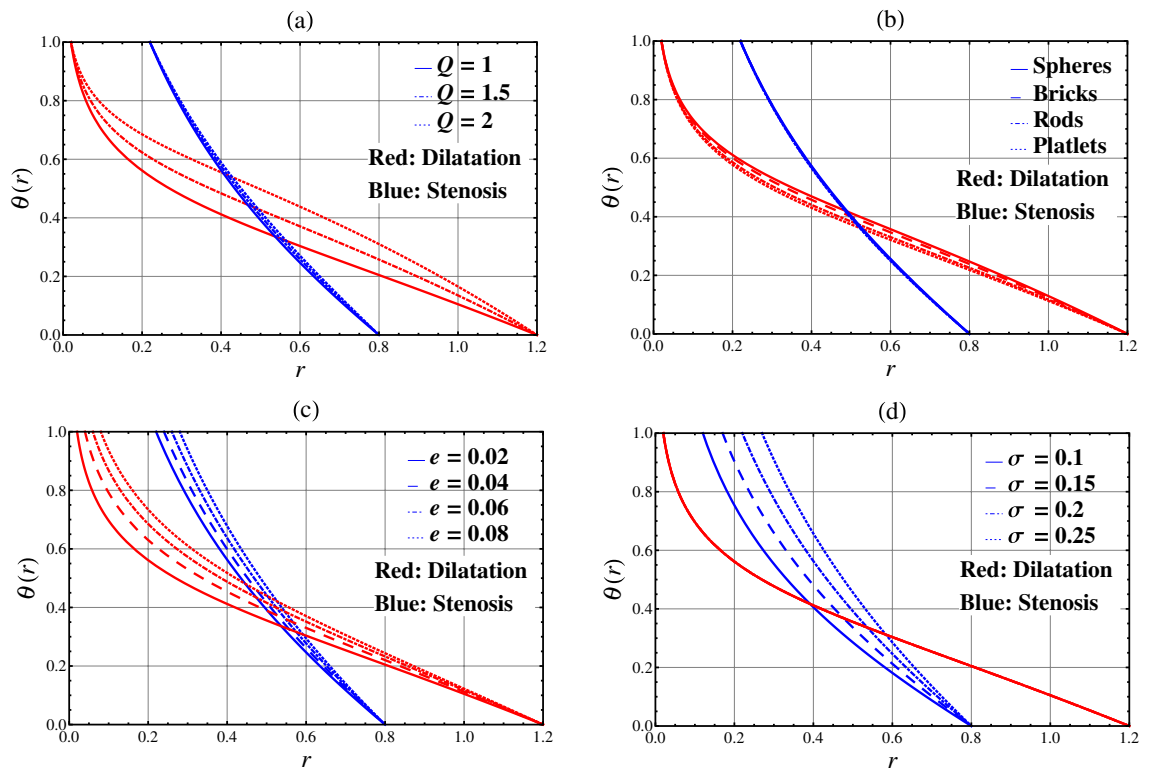 (a)
1.0
0.8
0.6
0.4
0.2
0.0
θ(r)
Q = 1
Q = 1.5
Q = 2
Red: Dilatation
Blue: Stenosis
0.0 0.2 0.4 0.6 0.8 1.0 1.2
r
(b)
1.0
0.8
0.6
0.4
0.2
0.0
θ(r)
Spheres
Bricks
Rods
Platlets
Red: Dilatation
Blue: Stenosis
0.0 0.2 0.4 0.6 0.8 1.0 1.2
r
(c)
1.0
0.8
0.6
0.4
0.2
0.0
θ(r)
e = 0.02
e = 0.04
e = 0.06
e = 0.08
Red: Dilatation
Blue: Stenosis
0.0 0.2 0.4 0.6 0.8 1.0 1.2
r
(d)
1.0
0.8
0.6
0.4
0.2
0.0
θ(r)
σ = 0.1
σ = 0.15
σ = 0.2
σ = 0.25
Red: Dilatation
Blue: Stenosis
0.0 0.2 0.4 0.6 0.8 1.0 1.2
r